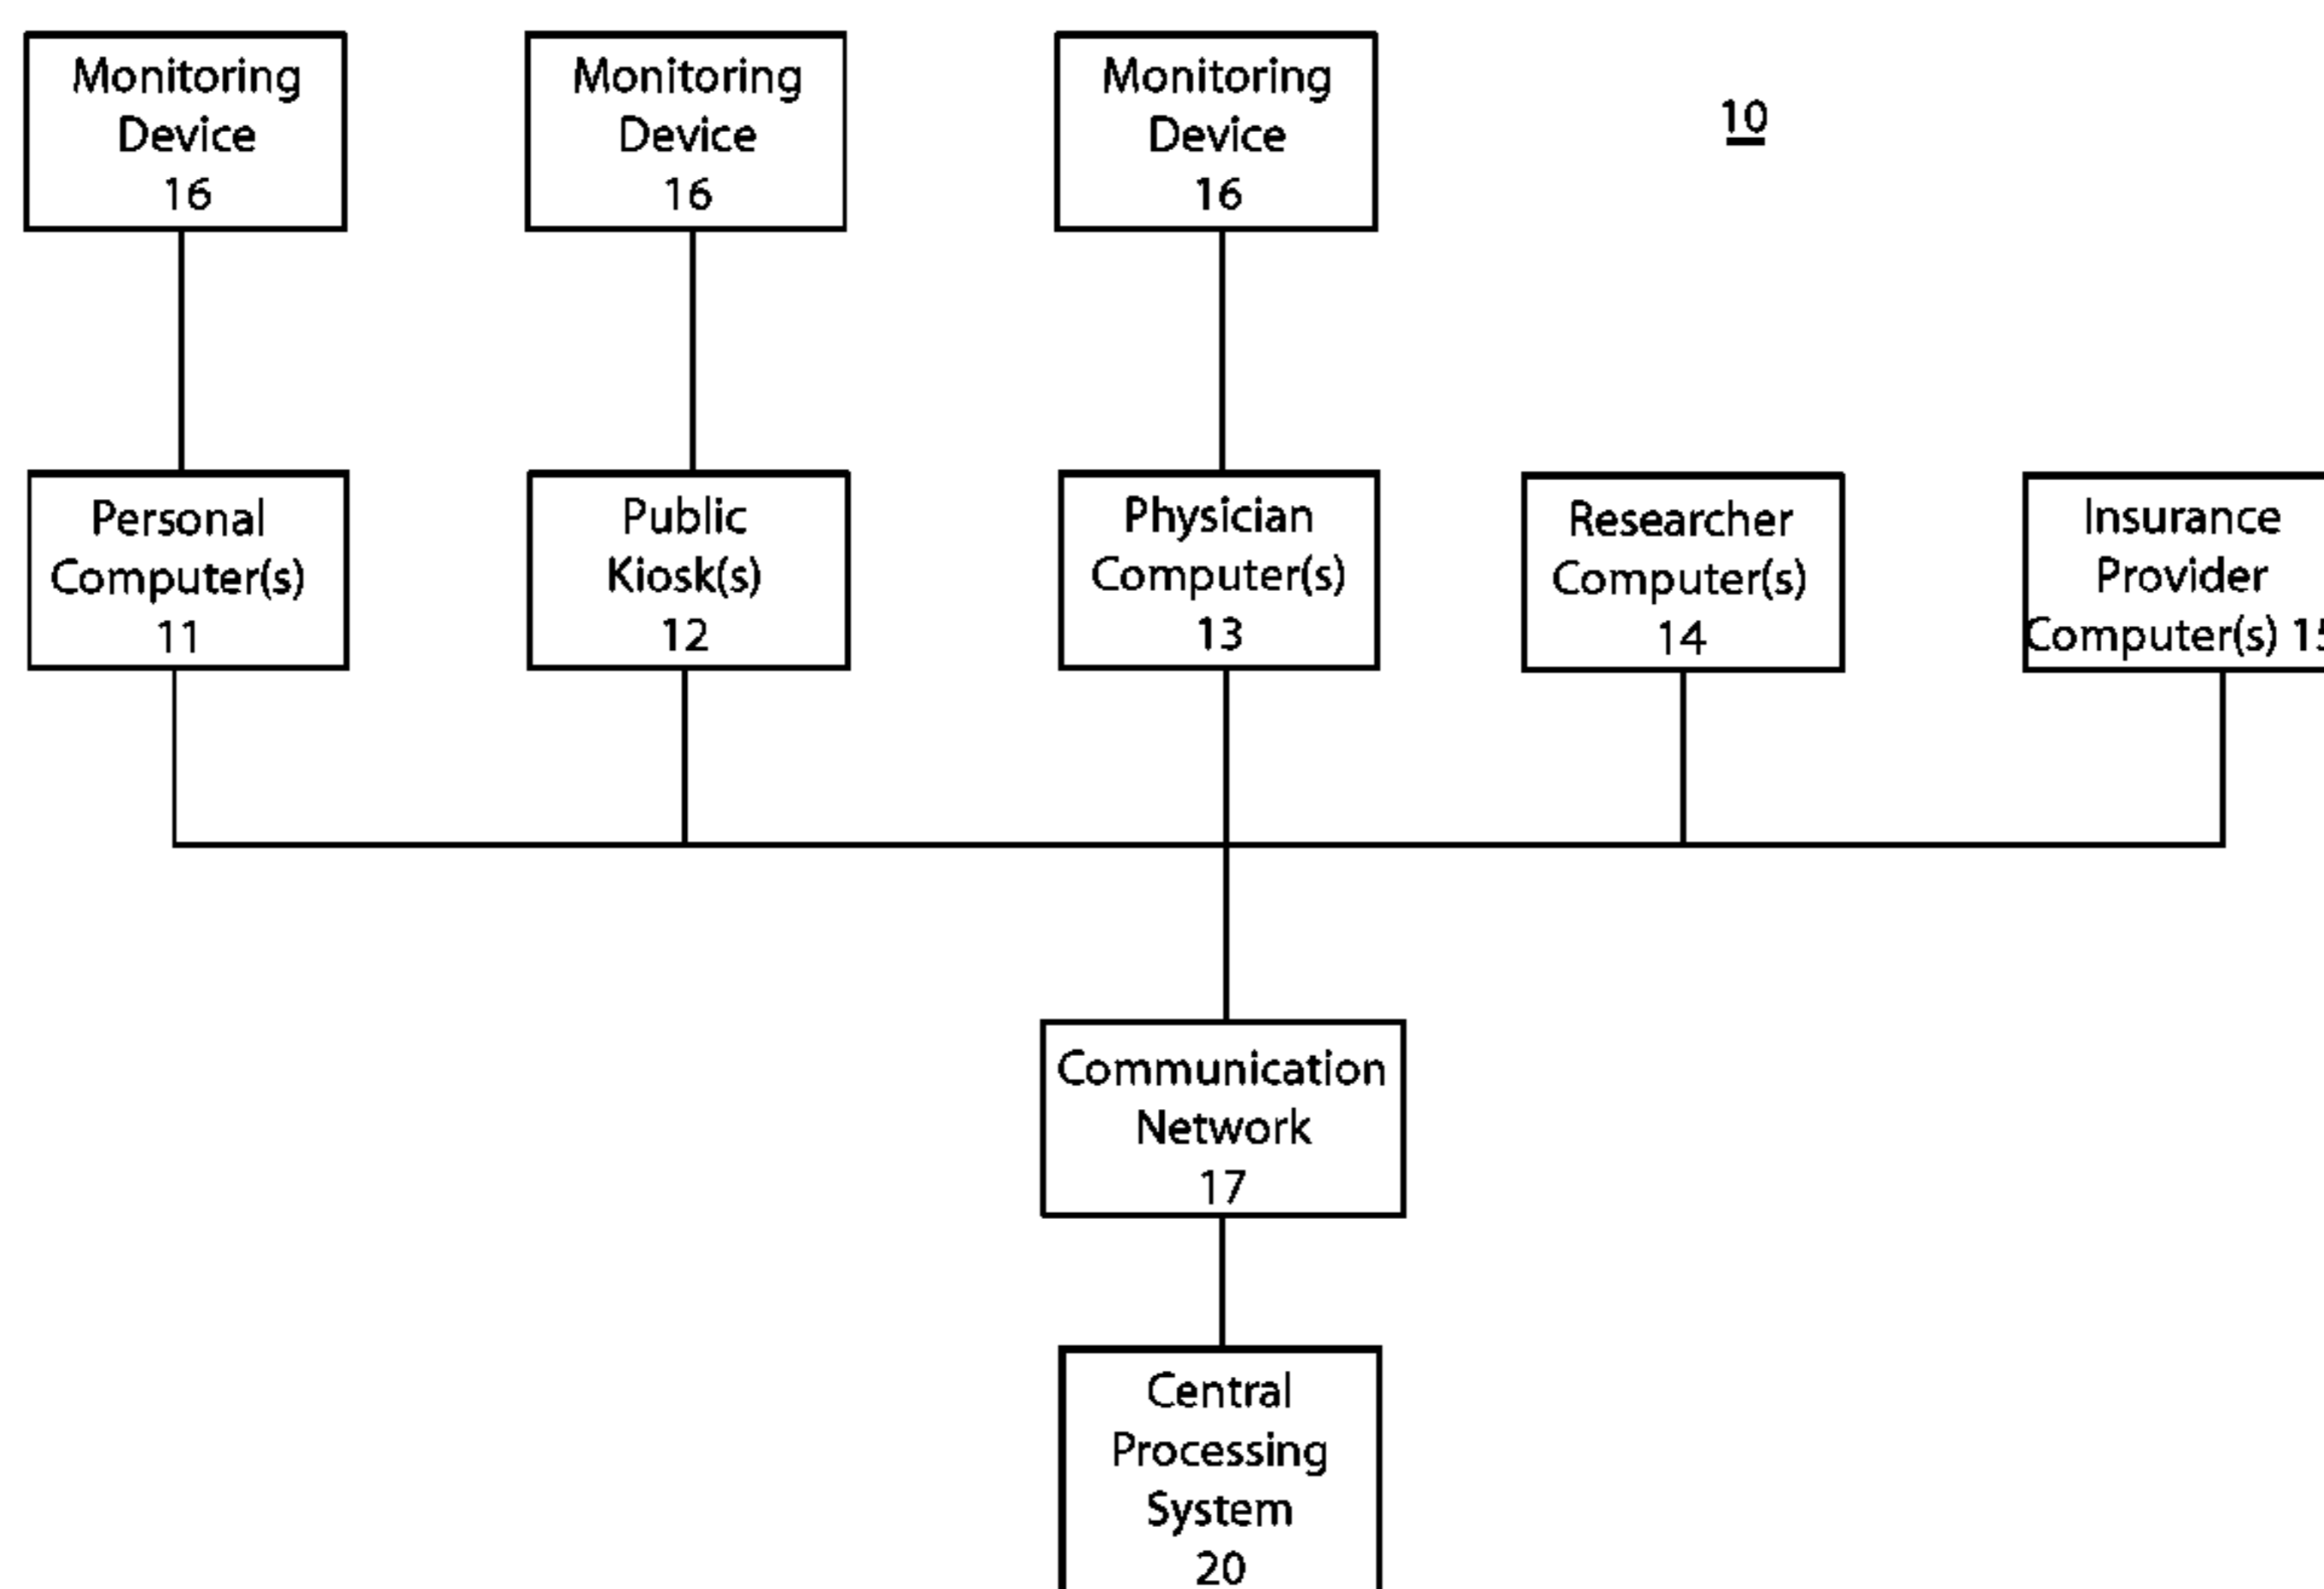 Monitoring
Device
16
Monitoring
Device
16
Monitoring
Device
16
10
Personal
Computer(s)
11
Public
Kiosk(s)
12
Physician
Computer(s)
13
Researcher
Computer(s)
14
Insurance
Provider
Computer(s) 15
Communication
Network
17
Central
Processing
System
20